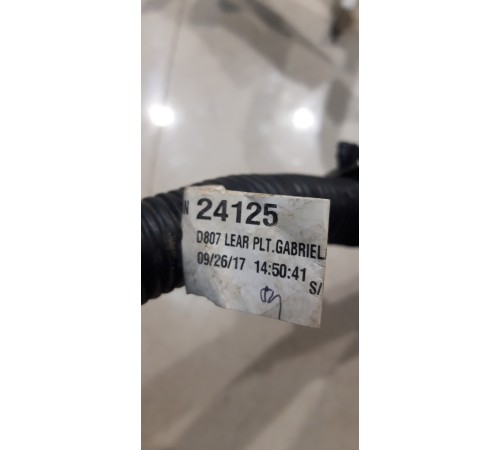 N 24125
D807 LEAR PLT.GABRIEL
09/26/17 14:50:41
S/